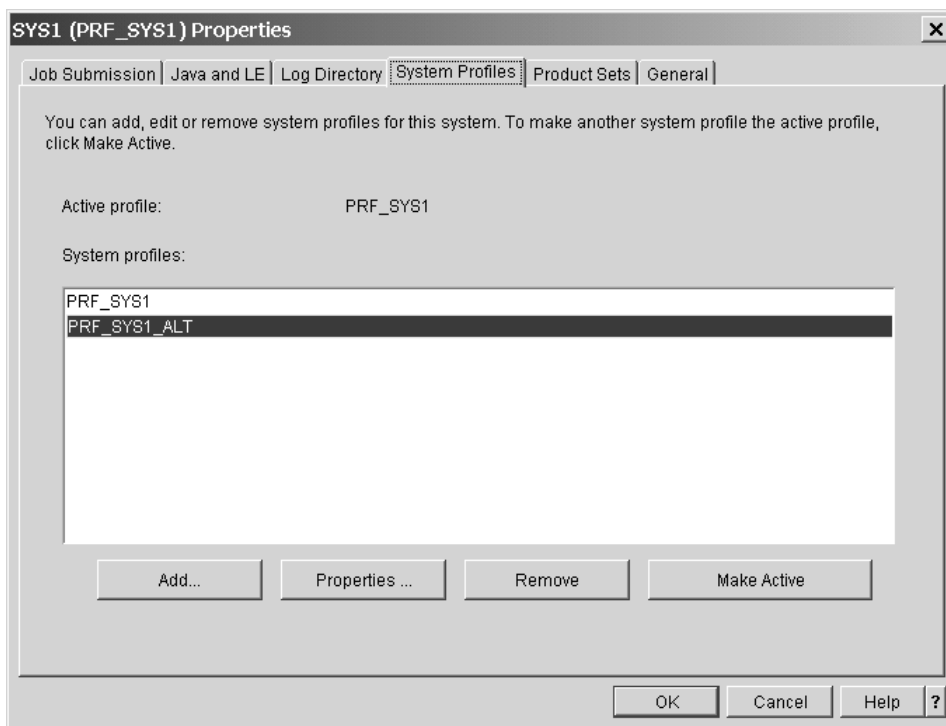 SYS1 (PRF_SYS1) Properties
Job Submission Java and LE Log Directory System Profiles Product Sets General
You can add, edit or remove system profiles for this system. To make another system profile the active profile,
click Make Active.
Active profile: PRF_SYS1
System profiles:
PRF_SYS1
PRF_SYS1_ALT
Add... Properties ... Remove Make Active
OK Cancel Help ?